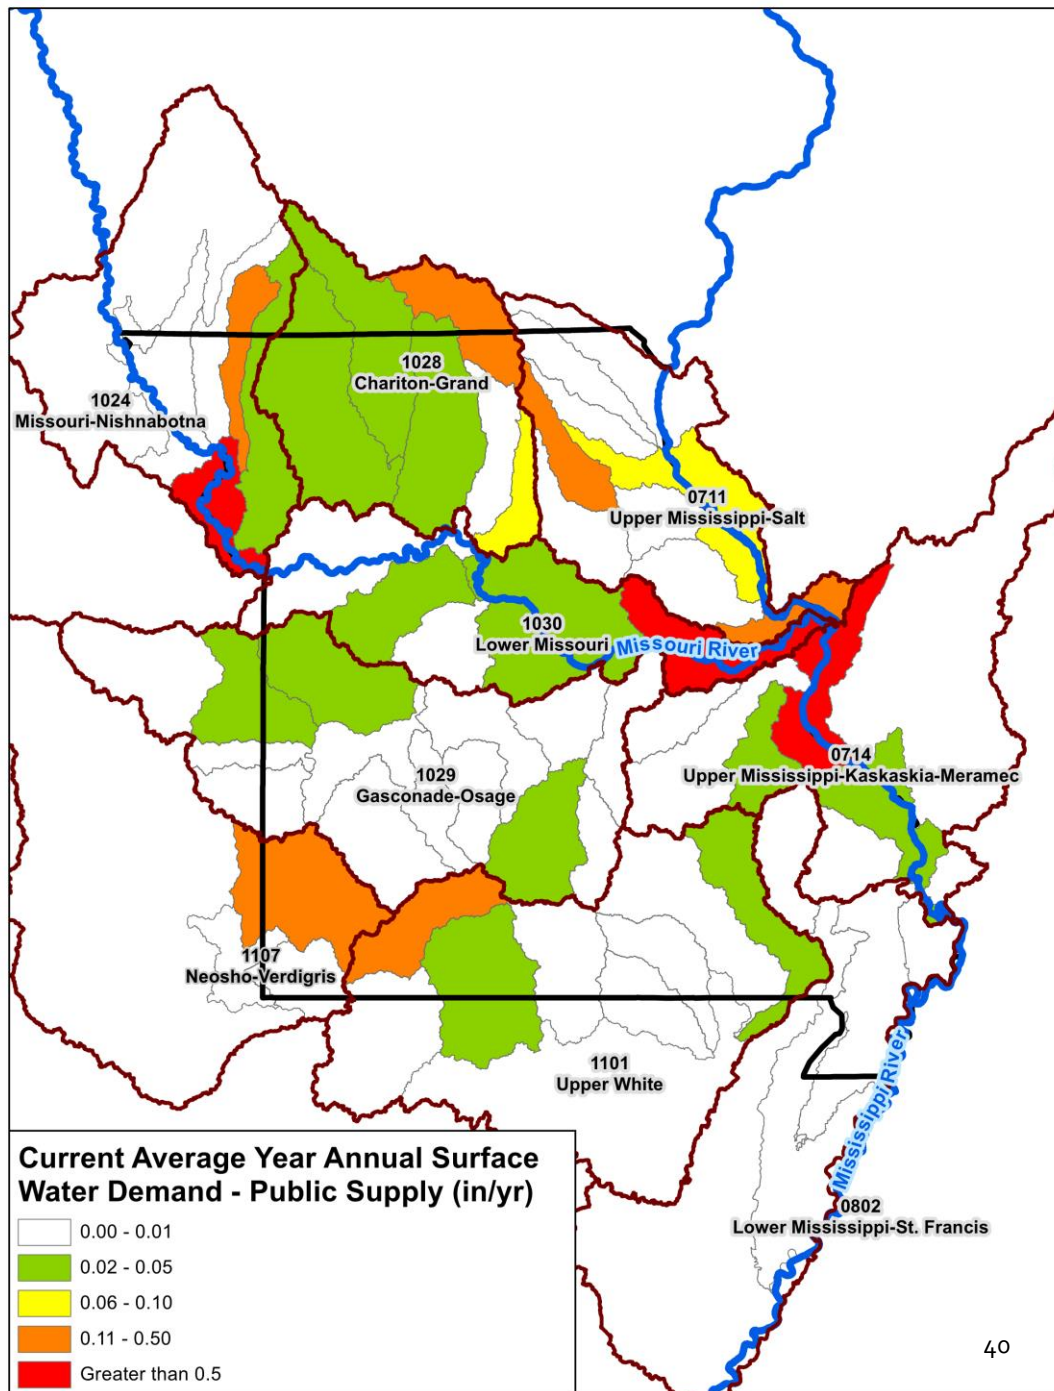 1028
Chariton-Grand
1024
Missouri-Nishnabotna
0711
Upper Mississippi-Salt
1030
Lower Missouri
Missouri River
0714
Upper Mississippi-Kaskaskia-Meramec
1029
Gasconade-Osage
1107
Neosho-Verdigris
1101
Upper White
Mississippi River
0802
Lower Mississippi-St. Francis
Current Average Year Annual Surface
Water Demand - Public Supply (in/yr)
0.00 - 0.01
0.02 - 0.05
0.06 - 0.10
0.11 - 0.50
Greater than 0.5
40